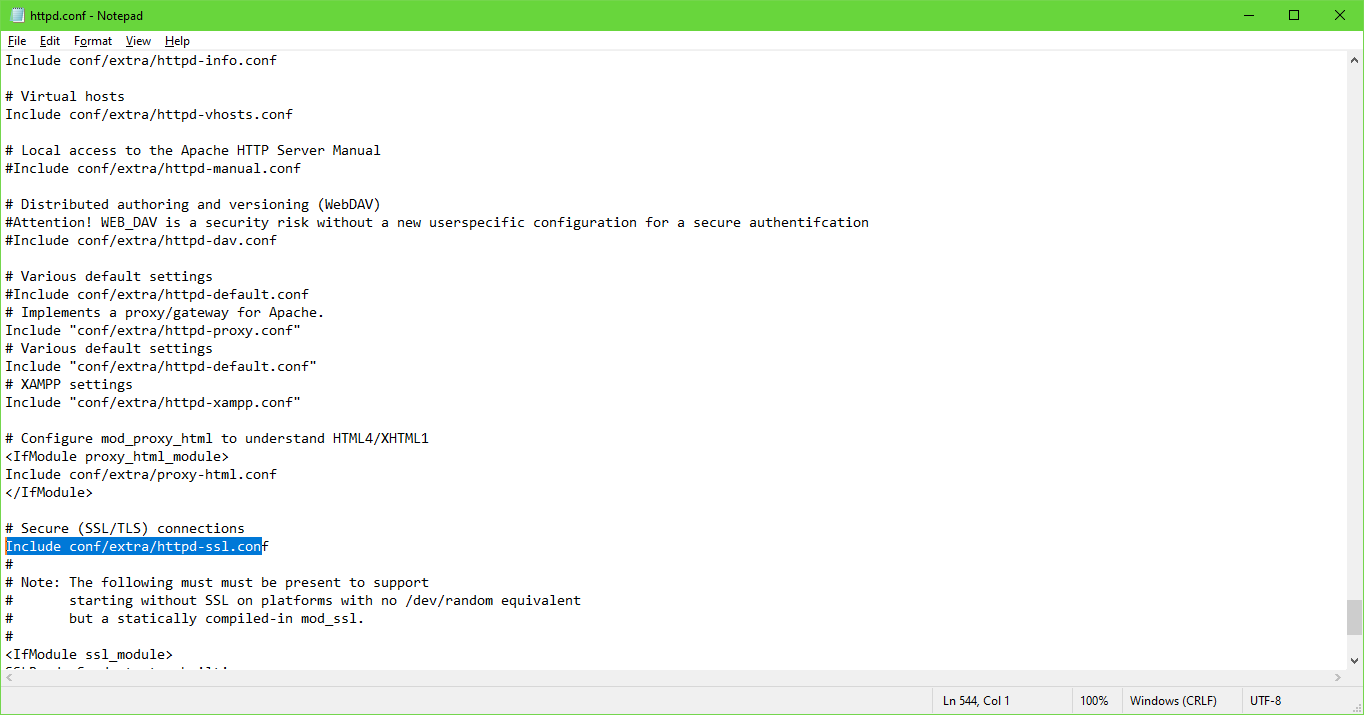 httpd.conf - Notepad
File Edit Format View Help
Include conf/extra/httpd-info.conf
# Virtual hosts
Include conf/extra/httpd-vhosts.conf
# Local access to the Apache HTTP Server Manual
#Include conf/extra/httpd-manual.conf
# Distributed authoring and versioning (WebDAV)
#Attention! WEB_DAV is a security risk without a new userspecific configuration for a secure authentifcation
#Include conf/extra/httpd-dav.conf
# Various default settings
#Include conf/extra/httpd-default.conf
# Implements a proxy/gateway for Apache.
Include "conf/extra/httpd-proxy.conf"
# Various default settings
Include "conf/extra/httpd-default.conf"
# XAMPP settings
Include "conf/extra/httpd-xampp.conf"
# Configure mod_proxy_html to understand HTML4/XHTML1
<IfModule proxy_html_module>
Include conf/extra/proxy-html.conf
</IfModule>
# Secure (SSL/TLS) connections
Include conf/extra/httpd-ssl.conf
#
# Note: The following must must be present to support
#       starting without SSL on platforms with no /dev/random equivalent
#       but a statically compiled-in mod_ssl.
#
<IfModule ssl_module>
Ln 544, Col 1 100% Windows (CRLF) UTF-8